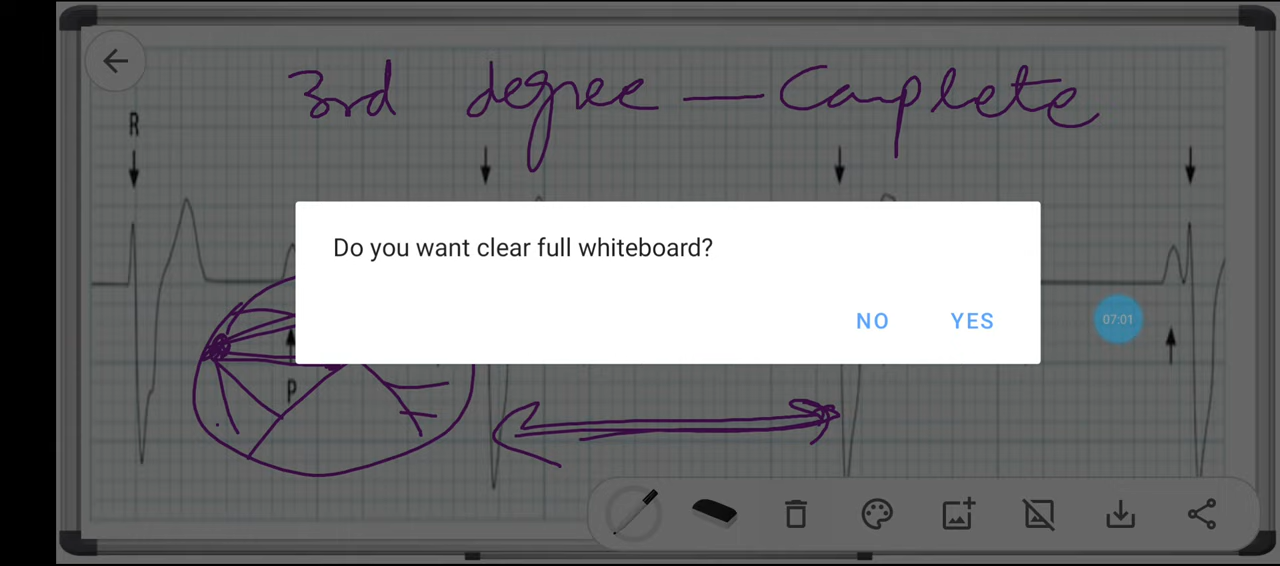 3rd degree — Complete
R
Do you want clear full whiteboard?
NO YES
07:01
P